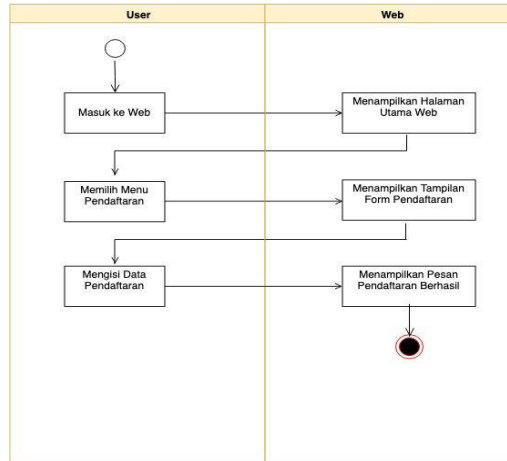 User
Web
Masuk ke Web
Menampilkan Halaman
Utama Web
Memilih Menu
Pendaftaran
Menampilkan Tampilan
Form Pendaftaran
Mengisi Data
Pendaftaran
Menampilkan Pesan
Pendaftaran Berhasil